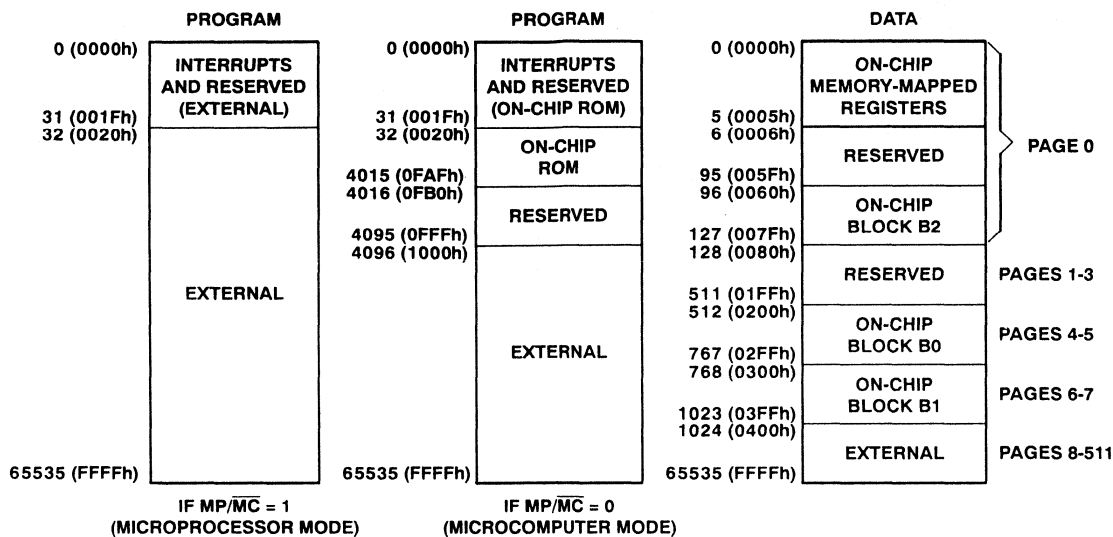 PROGRAM
0 (0000h)
INTERRUPTS
AND RESERVED
(EXTERNAL)
31 (001Fh)
32 (0020h)
EXTERNAL
65535 (FFFFh)
IF MP/M̅C̅ = 1
(MICROPROCESSOR MODE)
PROGRAM
0 (0000h)
INTERRUPTS
AND RESERVED
(ON-CHIP ROM)
31 (001Fh)
32 (0020h)
ON-CHIP
ROM
4015 (0FAFh)
4016 (0FB0h)
RESERVED
4095 (0FFFh)
4096 (1000h)
EXTERNAL
65535 (FFFFh)
IF MP/M̅C̅ = 0
(MICROCOMPUTER MODE)
DATA
0 (0000h)
ON-CHIP
MEMORY-MAPPED
REGISTERS
5 (0005h)
6 (0006h)
RESERVED
95 (005Fh)
96 (0060h)
ON-CHIP
BLOCK B2
127 (007Fh)
PAGE 0
128 (0080h)
RESERVED
PAGES 1-3
511 (01FFh)
512 (0200h)
ON-CHIP
BLOCK B0
PAGES 4-5
767 (02FFh)
768 (0300h)
ON-CHIP
BLOCK B1
PAGES 6-7
1023 (03FFh)
1024 (0400h)
EXTERNAL
PAGES 8-511
65535 (FFFFh)